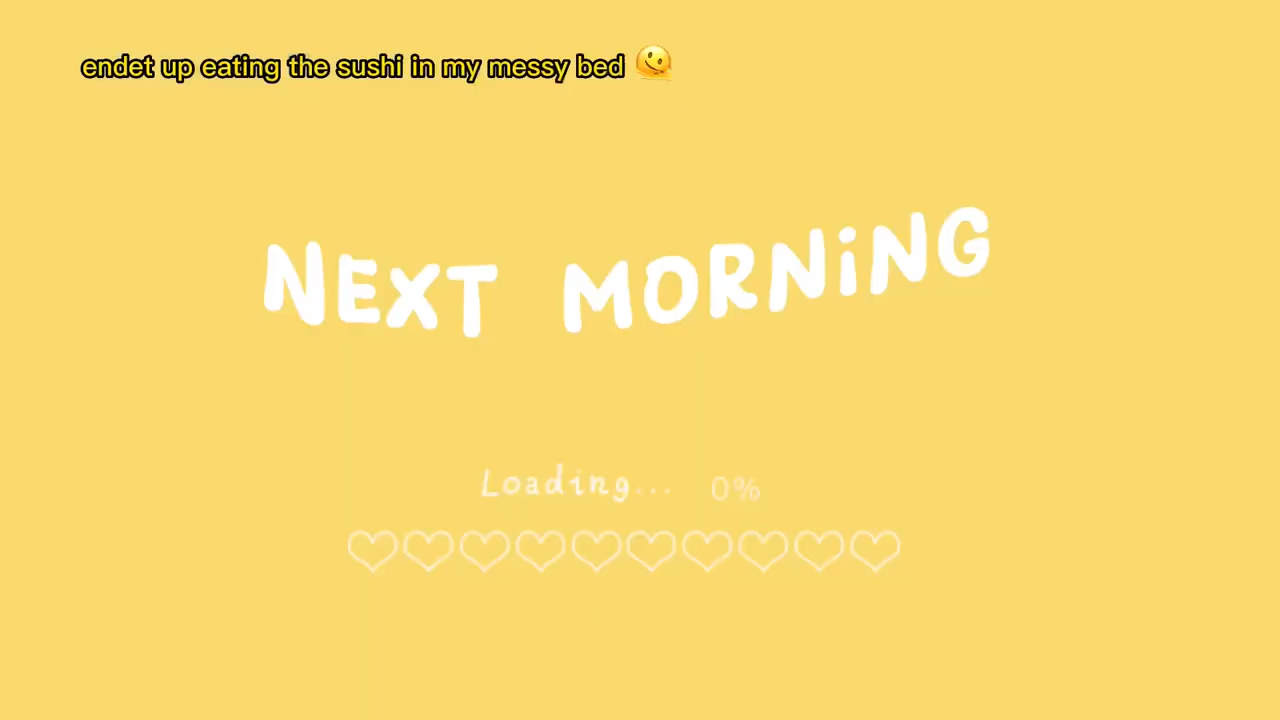 endet up eating the sushi in my messy bed 🫠
NEXT MORNiNG
Loading... 0%